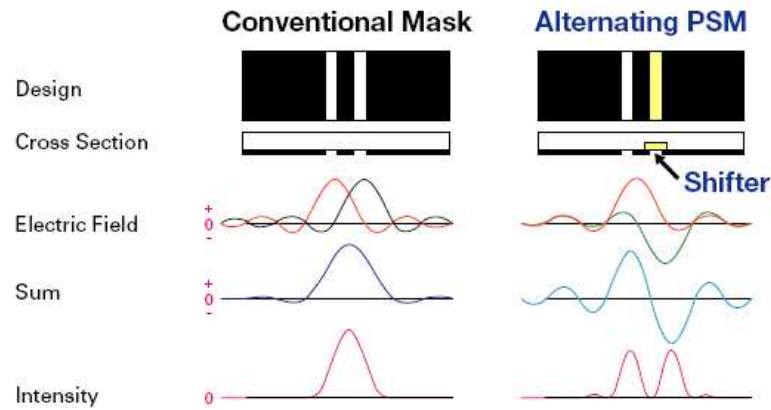 Conventional Mask Alternating PSM
Design
Cross Section
Shifter
+
Electric Field 0
-
+
Sum 0
-
Intensity 0